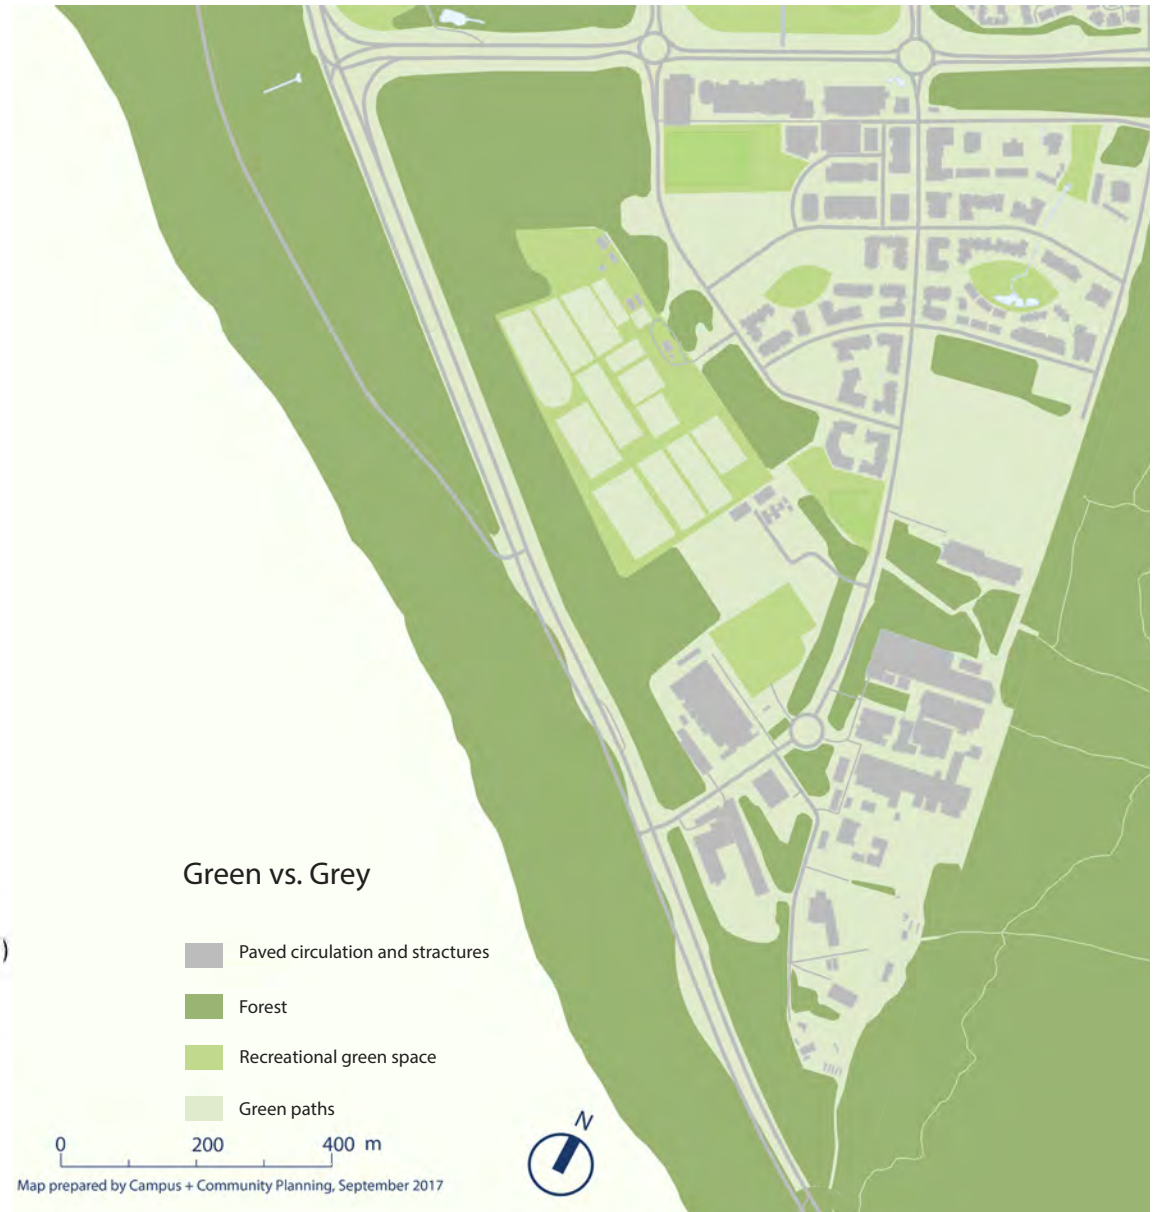 Green vs. Grey
)
Paved circulation and stractures
Forest
Recreational green space
Green paths
0 200 400 m
N
Map prepared by Campus + Community Planning, September 2017